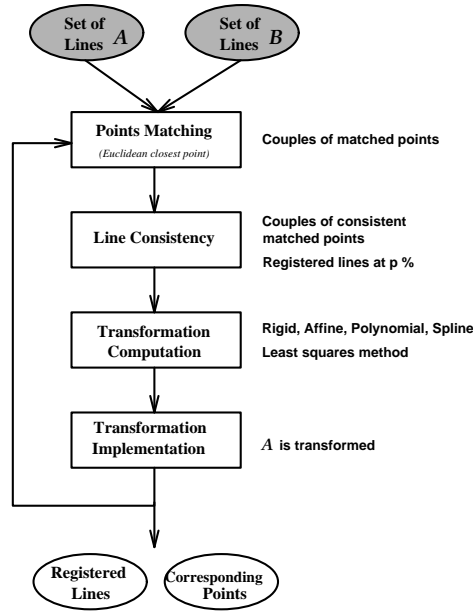 Set of
Lines A
Set of
Lines B
Points Matching
(Euclidean closest point)
Couples of matched points
Line Consistency
Couples of consistent
matched points
Registered lines at p %
Transformation
Computation
Rigid, Affine, Polynomial, Spline
Least squares method
Transformation
Implementation
A is transformed
Registered
Lines
Corresponding
Points